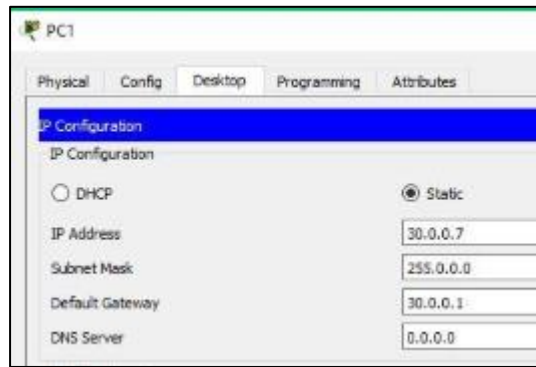 PC1
Physical Config Desktop Programming Attributes
IP Configuration
IP Configuration
DHCP Static
IP Address 30.0.0.7
Subnet Mask 255.0.0.0
Default Gateway 30.0.0.1
DNS Server 0.0.0.0